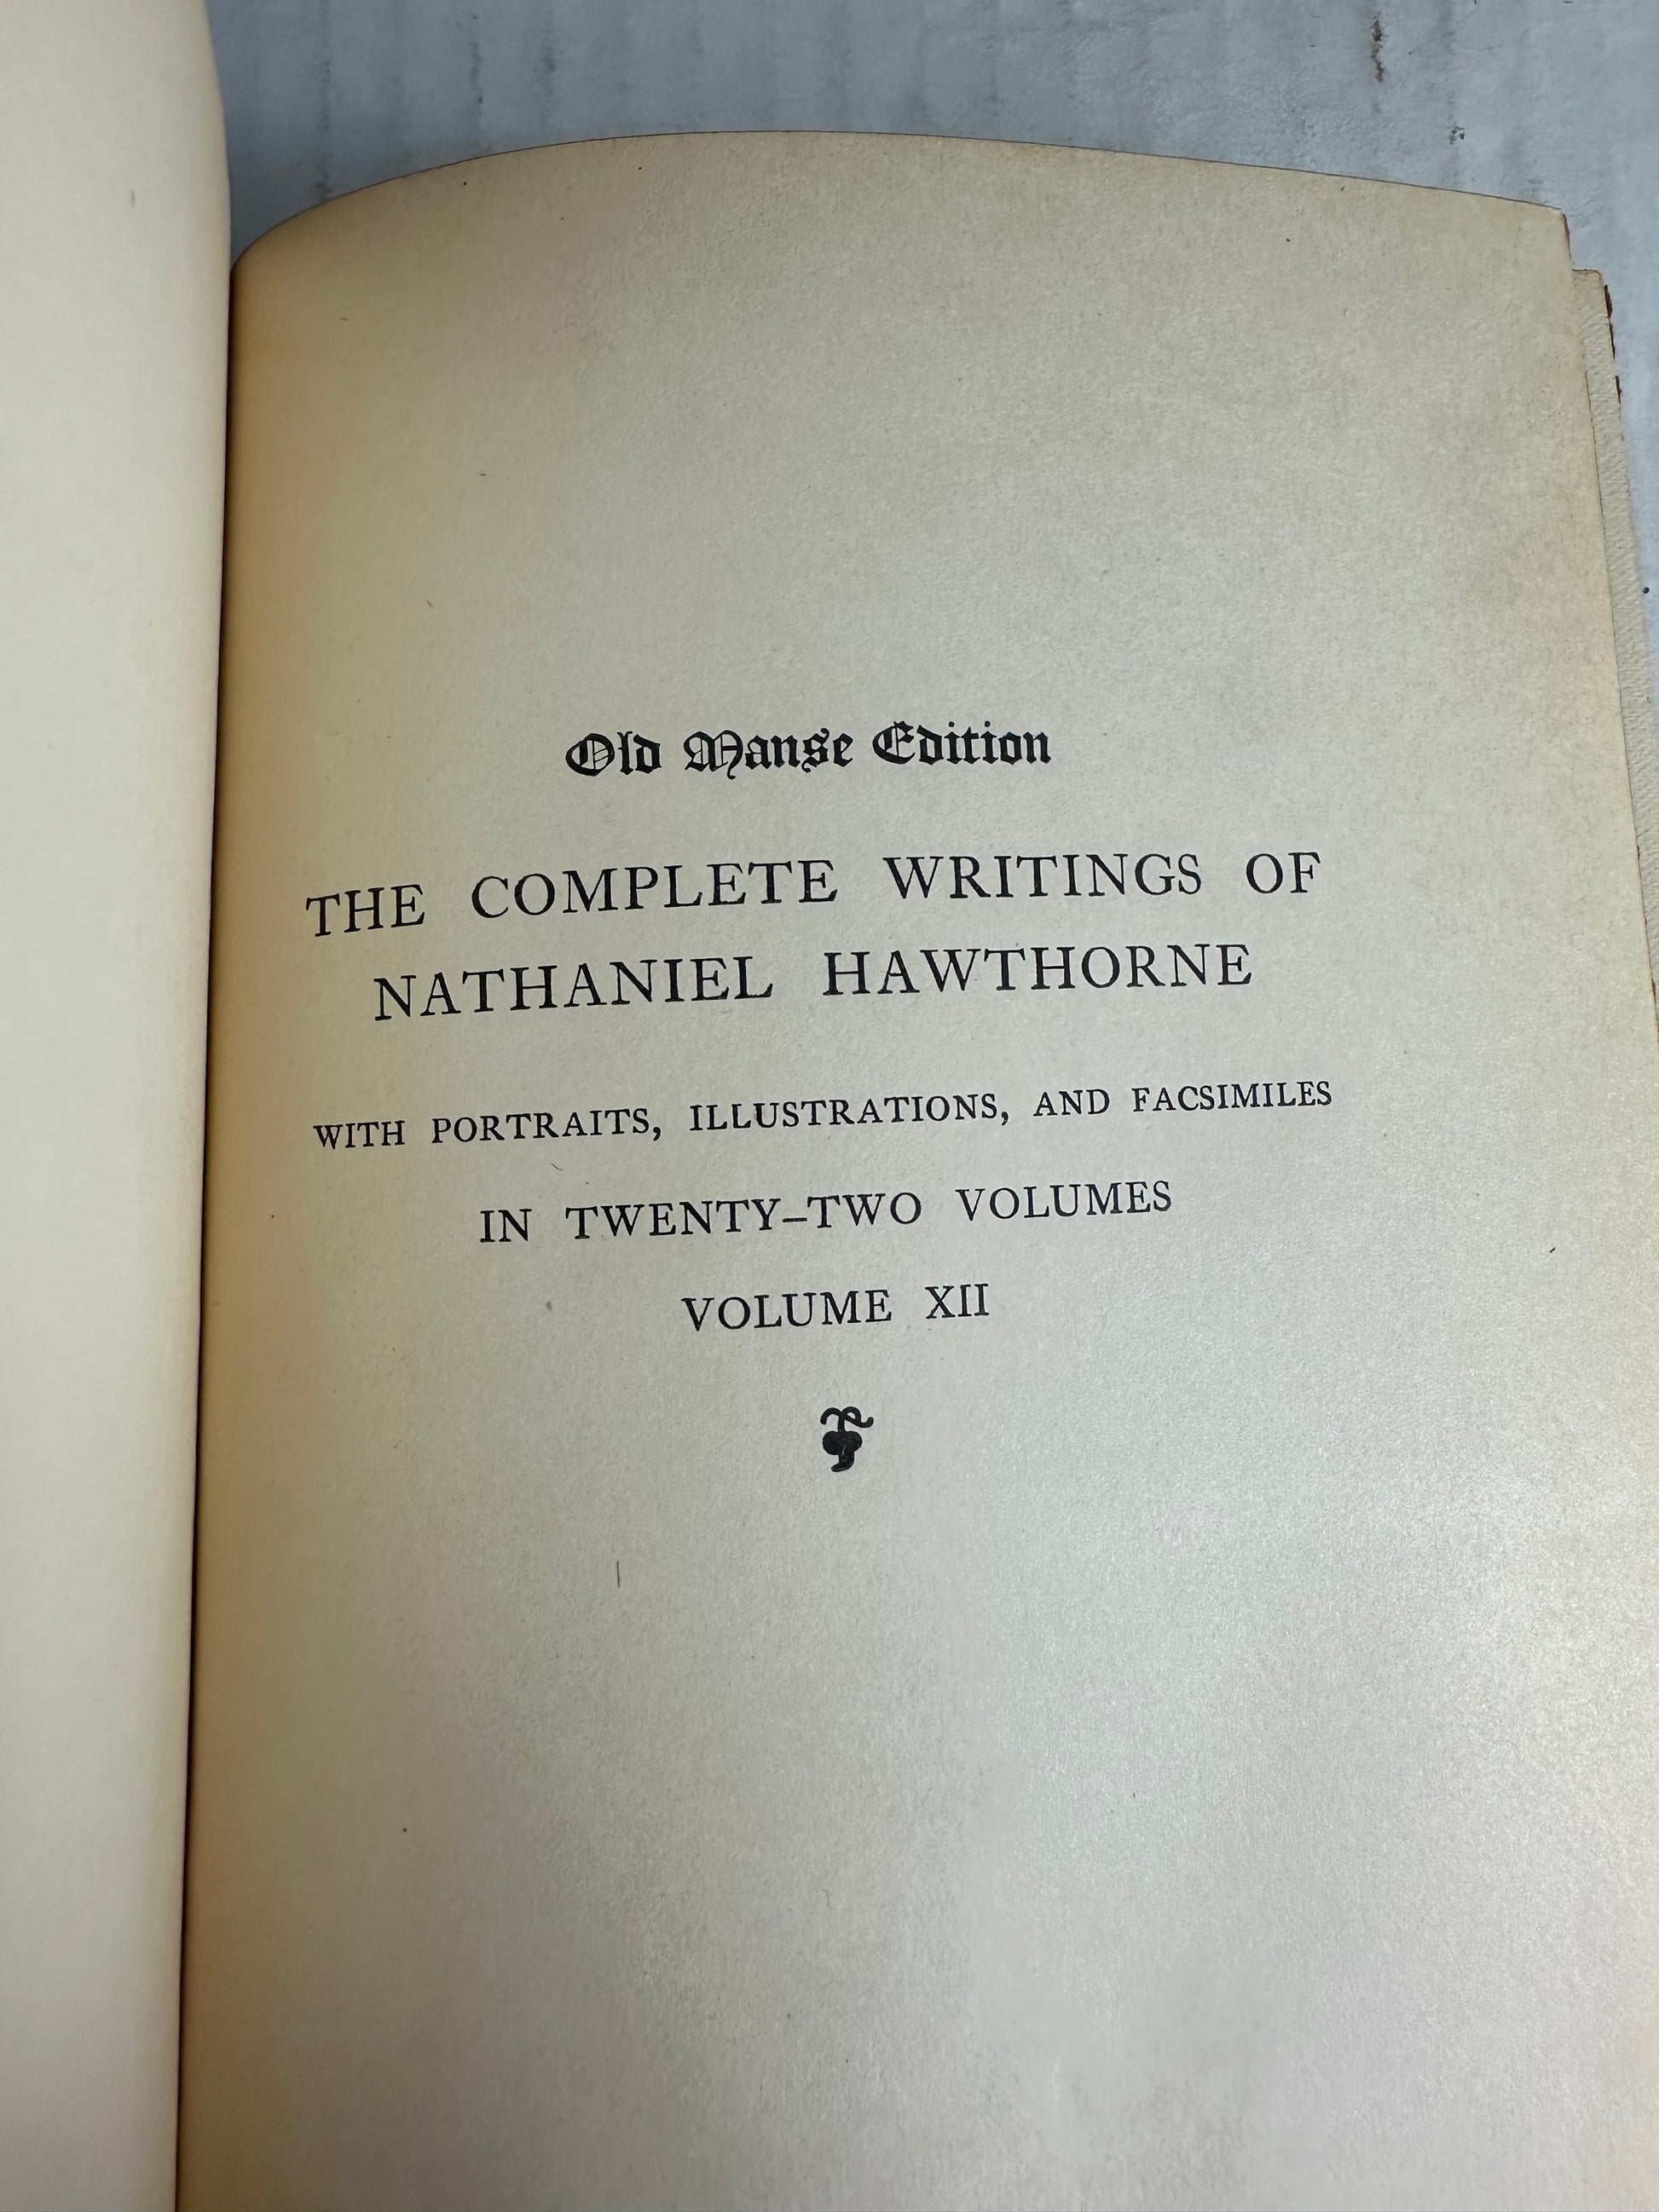 Old Manse Edition
THE COMPLETE WRITINGS OF
NATHANIEL HAWTHORNE
WITH PORTRAITS, ILLUSTRATIONS, AND FACSIMILES
IN TWENTY-TWO VOLUMES
VOLUME XII